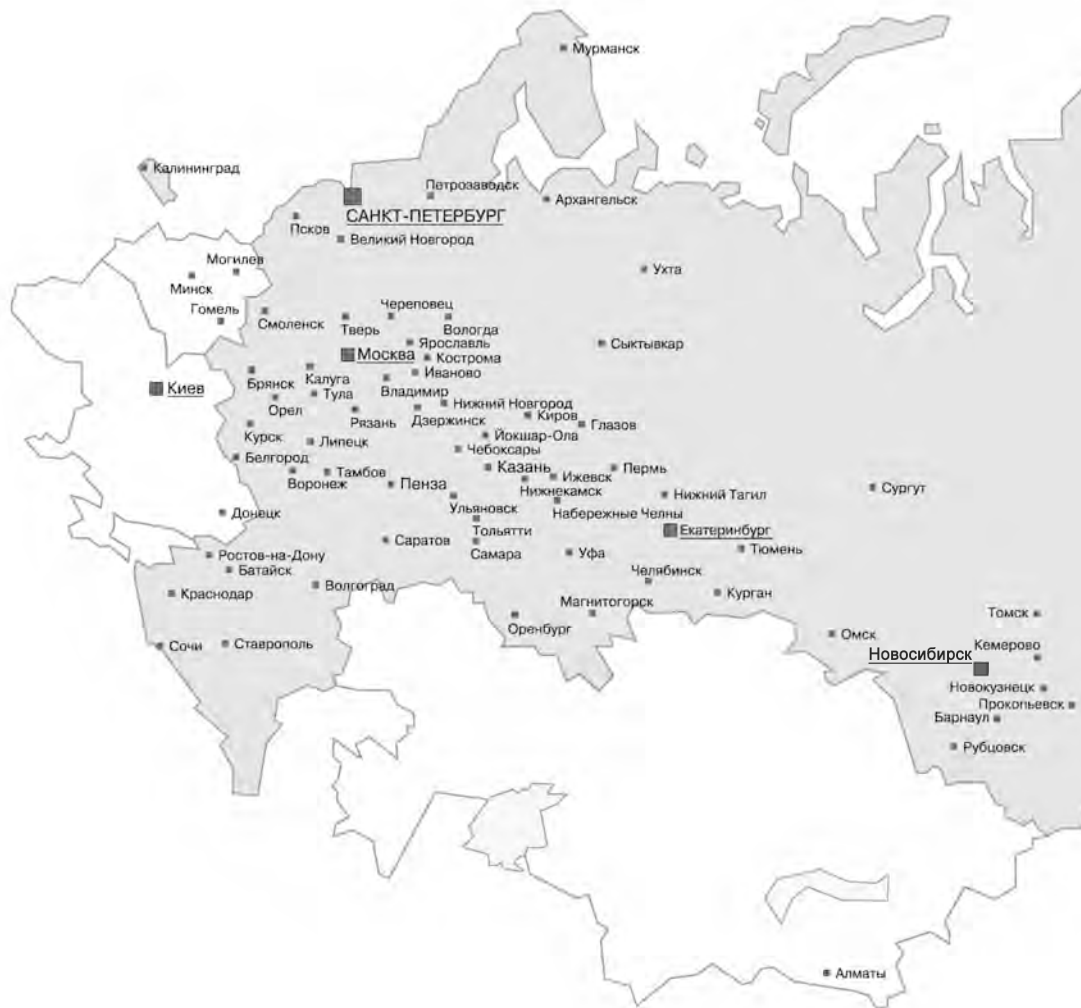 Мурманск
Калининград
Петрозаводск
Архангельск
САНКТ-ПЕТЕРБУРГ
Псков
Великий Новгород
Могилев
Ухта
Минск
Гомель
Череповец
Смоленск
Тверь
Вологда
Ярославль
Сыктывкар
Москва
Кострома
Иваново
Брянск
Калуга
Владимир
Киев
Тула
Орел
Нижний Новгород
Рязань
Дзержинск
Киров
Глазов
Курск
Йокшар-Ола
Липецк
Чебоксары
Белгород
Казань
Пермь
Воронеж
Тамбов
Ижевск
Пенза
Нижнекамск
Сургут
Нижний Тагил
Ульяновск
Набережные Челны
Донецк
Тольятти
Екатеринбург
Саратов
Самара
Уфа
Тюмень
Ростов-на-Дону
Батайск
Челябинск
Волгоград
Краснодар
Курган
Магнитогорск
Томск
Оренбург
Омск
Сочи
Ставрополь
Кемерово
Новосибирск
Новокузнецк
Прокопьевск
Барнаул
Рубцовск
Алматы